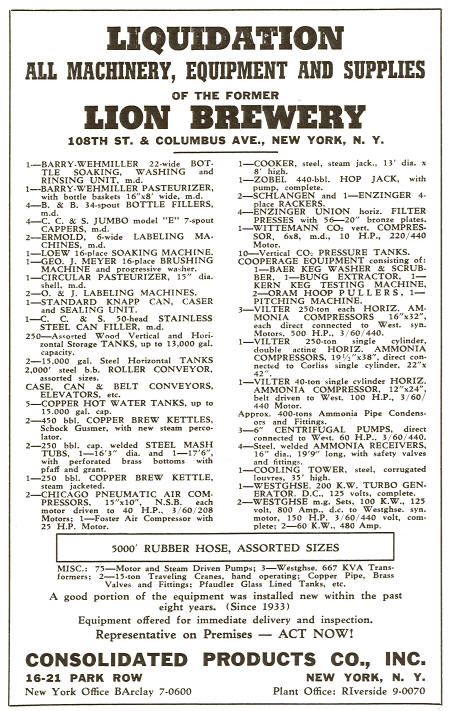 LIQUIDATION
ALL MACHINERY, EQUIPMENT AND SUPPLIES
OF THE FORMER
LION BREWERY
108TH ST. & COLUMBUS AVE., NEW YORK, N. Y.
1—BARRY-WEHMILLER 22-wide BOT-
TLE SOAKING, WASHING and
RINSING UNIT, m.d.
1—BARRY-WEHMILLER PASTEURIZER,
with bottle baskets 16"x8' wide, m.d.
4—B. & B. 34-spout BOTTLE FILLERS,
m.d.
4—C. C. & S. JUMBO model "E" 7-spout
CAPPERS, m.d.
2—ERMOLD, 6-wide LABELING MA-
CHINES, m.d.
1—LOEW 16-place SOAKING MACHINE.
1—GEO. J. MEYER 16-place BRUSHING
MACHINE and progressive washer.
1—CIRCULAR PASTEURIZER, 15" dia.
shell, m.d.
2—O. & J. LABELING MACHINES.
1—STANDARD KNAPP CAN, CASER
and SEALING UNIT.
1—C. C. & S. 50-head STAINLESS
STEEL CAN FILLER, m.d.
250—Assorted Wood Vertical and Hori-
zontal Storage TANKS, up to 13,000 gal.
capacity.
2—15,000 gal. Steel Horizontal TANKS
2,000' steel b.b. ROLLER CONVEYOR,
assorted sizes.
CASE, CAN & BELT CONVEYORS,
ELEVATORS, etc.
5—COPPER HOT WATER TANKS, up to
15,000 gal. cap.
2—450 bbl. COPPER BREW KETTLES,
Schock Gusmer, with new steam perco-
lator.
2—250 bbl. cap. welded STEEL MASH
TUBS, 1—16'3" dia. and 1—17'6",
with perforated brass bottoms with
pfaff and grant.
1—250 bbl. COPPER BREW KETTLE,
steam jacketed.
2—CHICAGO PNEUMATIC AIR COM-
PRESSORS, 15"x10", N.S.B. each
motor driven to 40 H.P., 3/60/208
Motors; 1—Foster Air Compressor with
25 H.P. Motor.
1—COOKER, steel, steam jack., 13' dia. x
8' high.
1—ZOBEL 440-bbl. HOP JACK, with
pump, complete.
2—SCHLANGEN and 1—ENZINGER 4-
place RACKERS.
4—ENZINGER UNION horiz. FILTER
PRESSES with 56—20" bronze plates.
1—WITTEMANN CO2 vert. COMPRES-
SOR, 6x8, m.d., 10 H.P., 220/440
Motor.
10—Vertical CO2 PRESSURE TANKS.
COOPERAGE EQUIPMENT consisting of:
1—BAER KEG WASHER & SCRUB-
BER, 1—BUNG EXTRACTOR, 1—
KERN KEG TESTING MACHINE,
2—ORAM HOOP PULLERS, 1—
PITCHING MACHINE.
3—VILTER 250-ton each HORIZ. AM-
MONIA COMPRESSORS 16"x32",
each direct connected to West. syn.
Motors, 500 H.P., 3/60/440.
1—VILTER 250-ton single cylinder,
double acting HORIZ. AMMONIA
COMPRESSORS, 19½"x38", direct con-
nected to Corliss single cylinder, 22"x
42".
1—VILTER 40-ton single cylinder HORIZ.
AMMONIA COMPRESSOR, 12"x24",
belt driven to West. 100 H.P., 3/60/
440 Motor.
Approx. 400-tons Ammonia Pipe Condens-
ors and Fittings.
3—6" CENTRIFUGAL PUMPS, direct
connected to West. 60 H.P., 3/60/440.
4—Steel, welded AMMONIA RECEIVERS,
16" dia., 19'9" long, with safety valves
and fittings.
1—COOLING TOWER, steel, corrugated
louvres, 35' high.
1—WESTGHSE. 200 K.W. TURBO GEN-
ERATOR. D.C., 125 volts, complete.
2—WESTGHSE m.g. Sets, 100 K.W., 125
volt, 800 Amp., d.c. to Westghse. syn.
motor, 150 H.P. 3/60/440 volt, com-
plete; 2—60 K.W., 480 Amp.
5000' RUBBER HOSE, ASSORTED SIZES
MISC.: 75—Motor and Steam Driven Pumps; 3—Westghse. 667 KVA Trans-
formers; 2—15-ton Traveling Cranes, hand operating; Copper Pipe, Brass
Valves and Fittings; Pfaudler Glass Lined Tanks, etc.
A good portion of the equipment was installed new within the past
eight years. (Since 1933)
Equipment offered for immediate delivery and inspection.
Representative on Premises — ACT NOW!
CONSOLIDATED PRODUCTS CO., INC.
16-21 PARK ROW NEW YORK, N. Y.
New York Office BArclay 7-0600 Plant Office: RIverside 9-0070